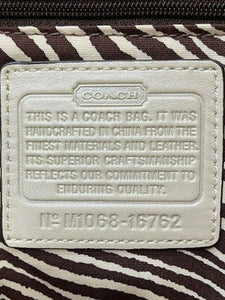 COACH
THIS IS A COACH BAG. IT WAS
HANDCRAFTED IN CHINA FROM THE
FINEST MATERIALS AND LEATHER.
ITS SUPERIOR CRAFTSMANSHIP
REFLECTS OUR COMMITMENT TO
ENDURING QUALITY.
Nº M1068-16762